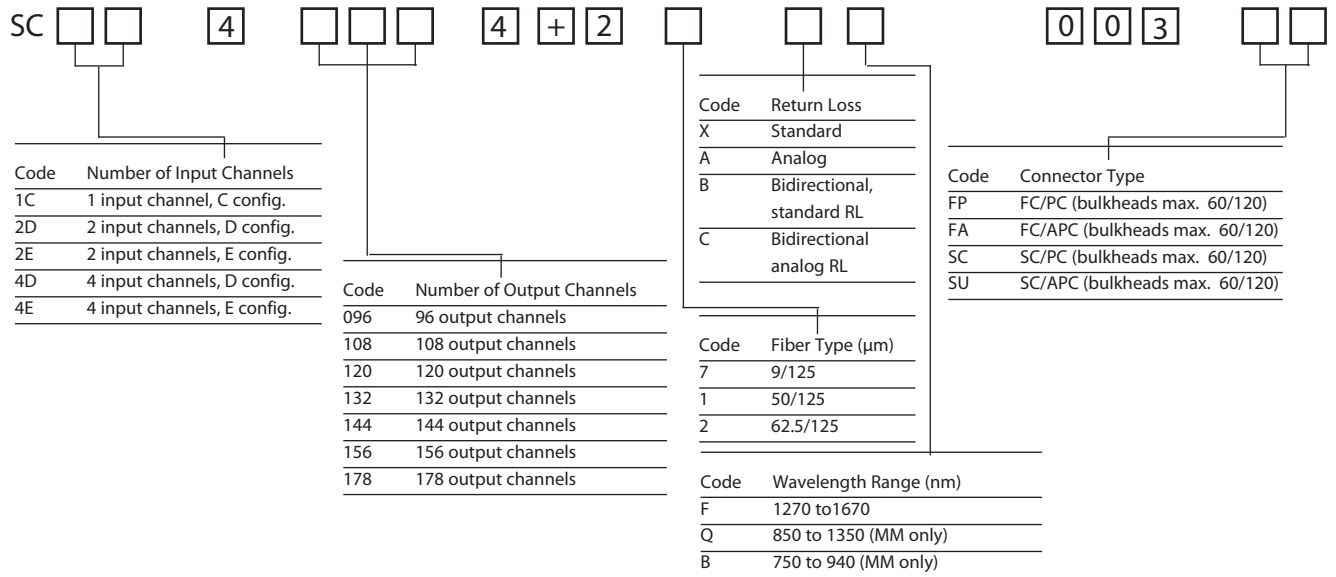 SC 4 4 + 2 0 0 3
Code Number of Input Channels
1C 1 input channel, C config.
2D 2 input channels, D config.
2E 2 input channels, E config.
4D 4 input channels, D config.
4E 4 input channels, E config.
Code Number of Output Channels
096 96 output channels
108 108 output channels
120 120 output channels
132 132 output channels
144 144 output channels
156 156 output channels
178 178 output channels
Code Return Loss
X Standard
A Analog
B Bidirectional,
standard RL
C Bidirectional
analog RL
Code Fiber Type (µm)
7 9/125
1 50/125
2 62.5/125
Code Wavelength Range (nm)
F 1270 to1670
Q 850 to 1350 (MM only)
B 750 to 940 (MM only)
Code Connector Type
FP FC/PC (bulkheads max. 60/120)
FA FC/APC (bulkheads max. 60/120)
SC SC/PC (bulkheads max. 60/120)
SU SC/APC (bulkheads max. 60/120)